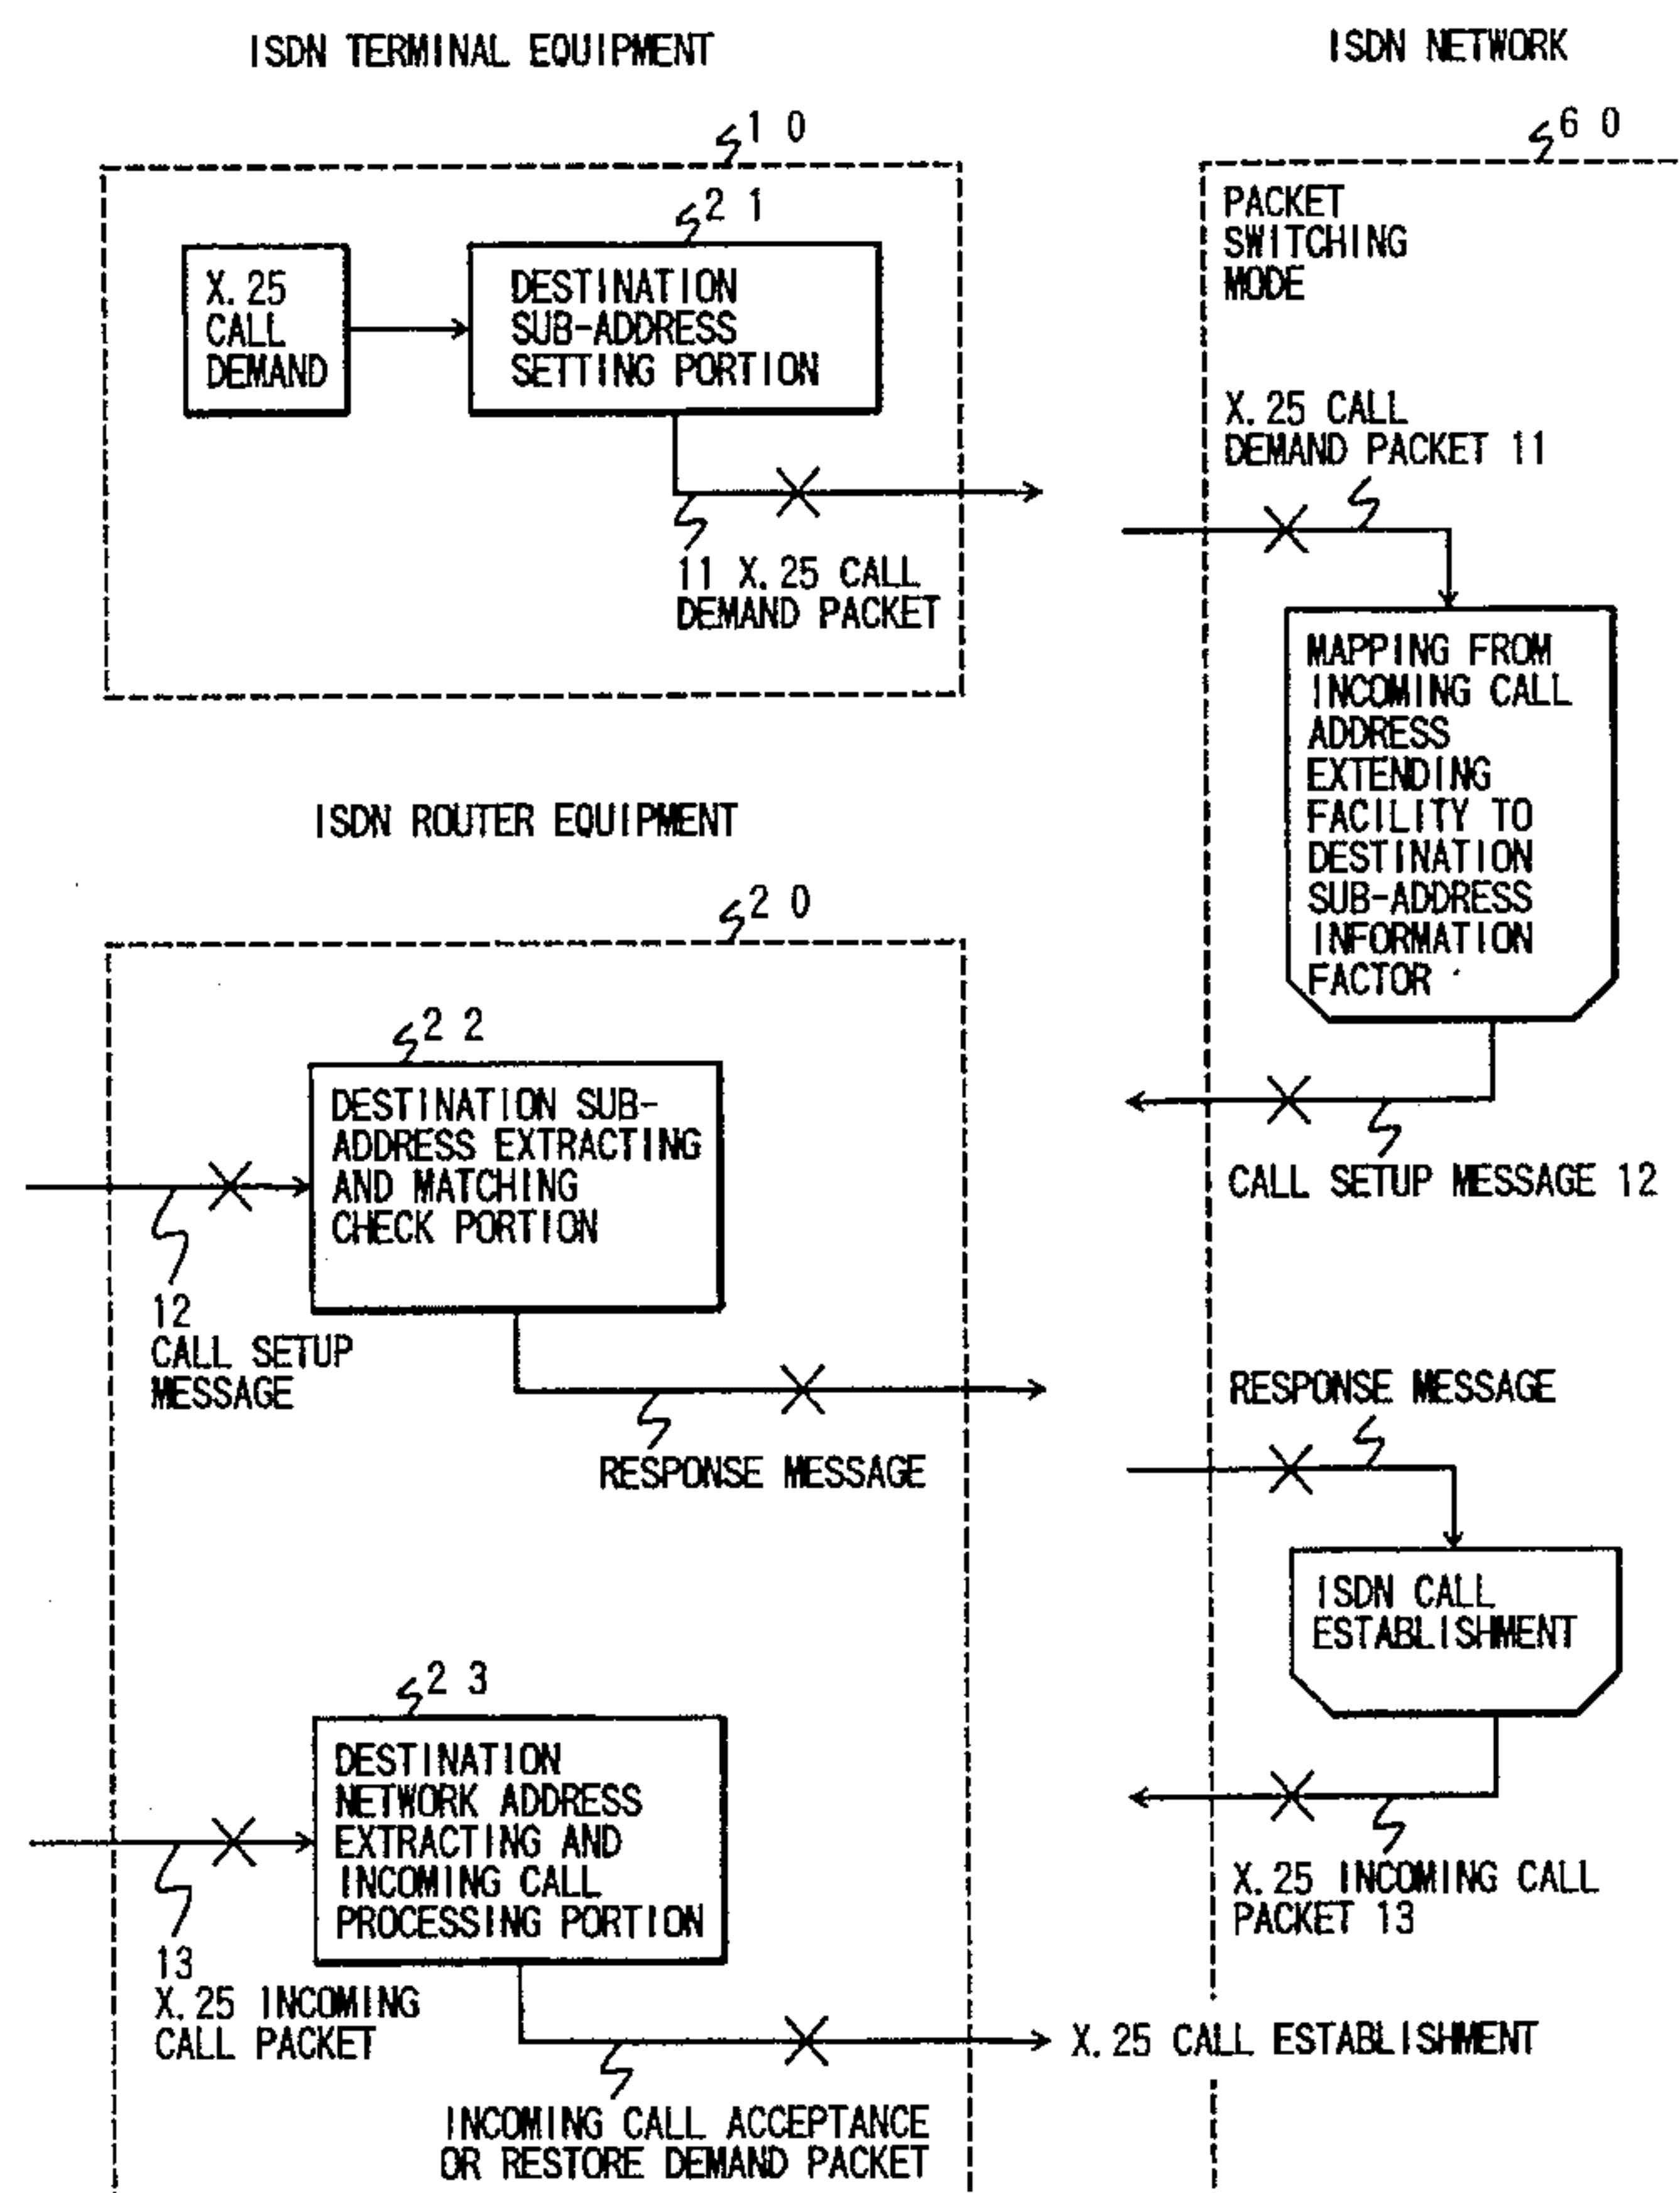 ISDN TERMINAL EQUIPMENT
10
21
X.25
CALL
DEMAND
DESTINATION
SUB-ADDRESS
SETTING PORTION
11 X.25 CALL
DEMAND PACKET
ISDN ROUTER EQUIPMENT
20
22
DESTINATION SUB-
ADDRESS EXTRACTING
AND MATCHING
CHECK PORTION
12
CALL SETUP
MESSAGE
RESPONSE MESSAGE
23
DESTINATION
NETWORK ADDRESS
EXTRACTING AND
INCOMING CALL
PROCESSING PORTION
13
X.25 INCOMING
CALL PACKET
INCOMING CALL ACCEPTANCE
OR RESTORE DEMAND PACKET
ISDN NETWORK
60
PACKET
SWITCHING
MODE
X.25 CALL
DEMAND PACKET 11
MAPPING FROM
INCOMING CALL
ADDRESS
EXTENDING
FACILITY TO
DESTINATION
SUB-ADDRESS
INFORMATION
FACTOR
CALL SETUP MESSAGE 12
RESPONSE MESSAGE
ISDN CALL
ESTABLISHMENT
X.25 INCOMING CALL
PACKET 13
X.25 CALL ESTABLISHMENT